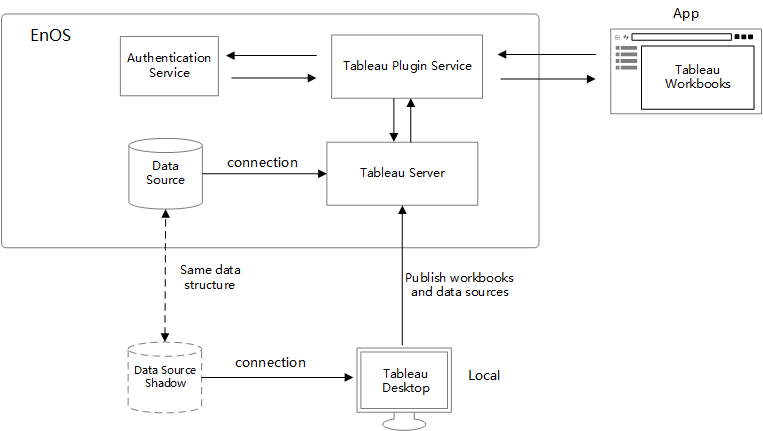 App
EnOS
Authentication
Service
Tableau Plugin Service
Tableau
Workbooks
Data
Source
connection
Tableau Server
Same data
structure
Publish workbooks
and data sources
Data Source
Shadow
connection
Tableau
Desktop
Local